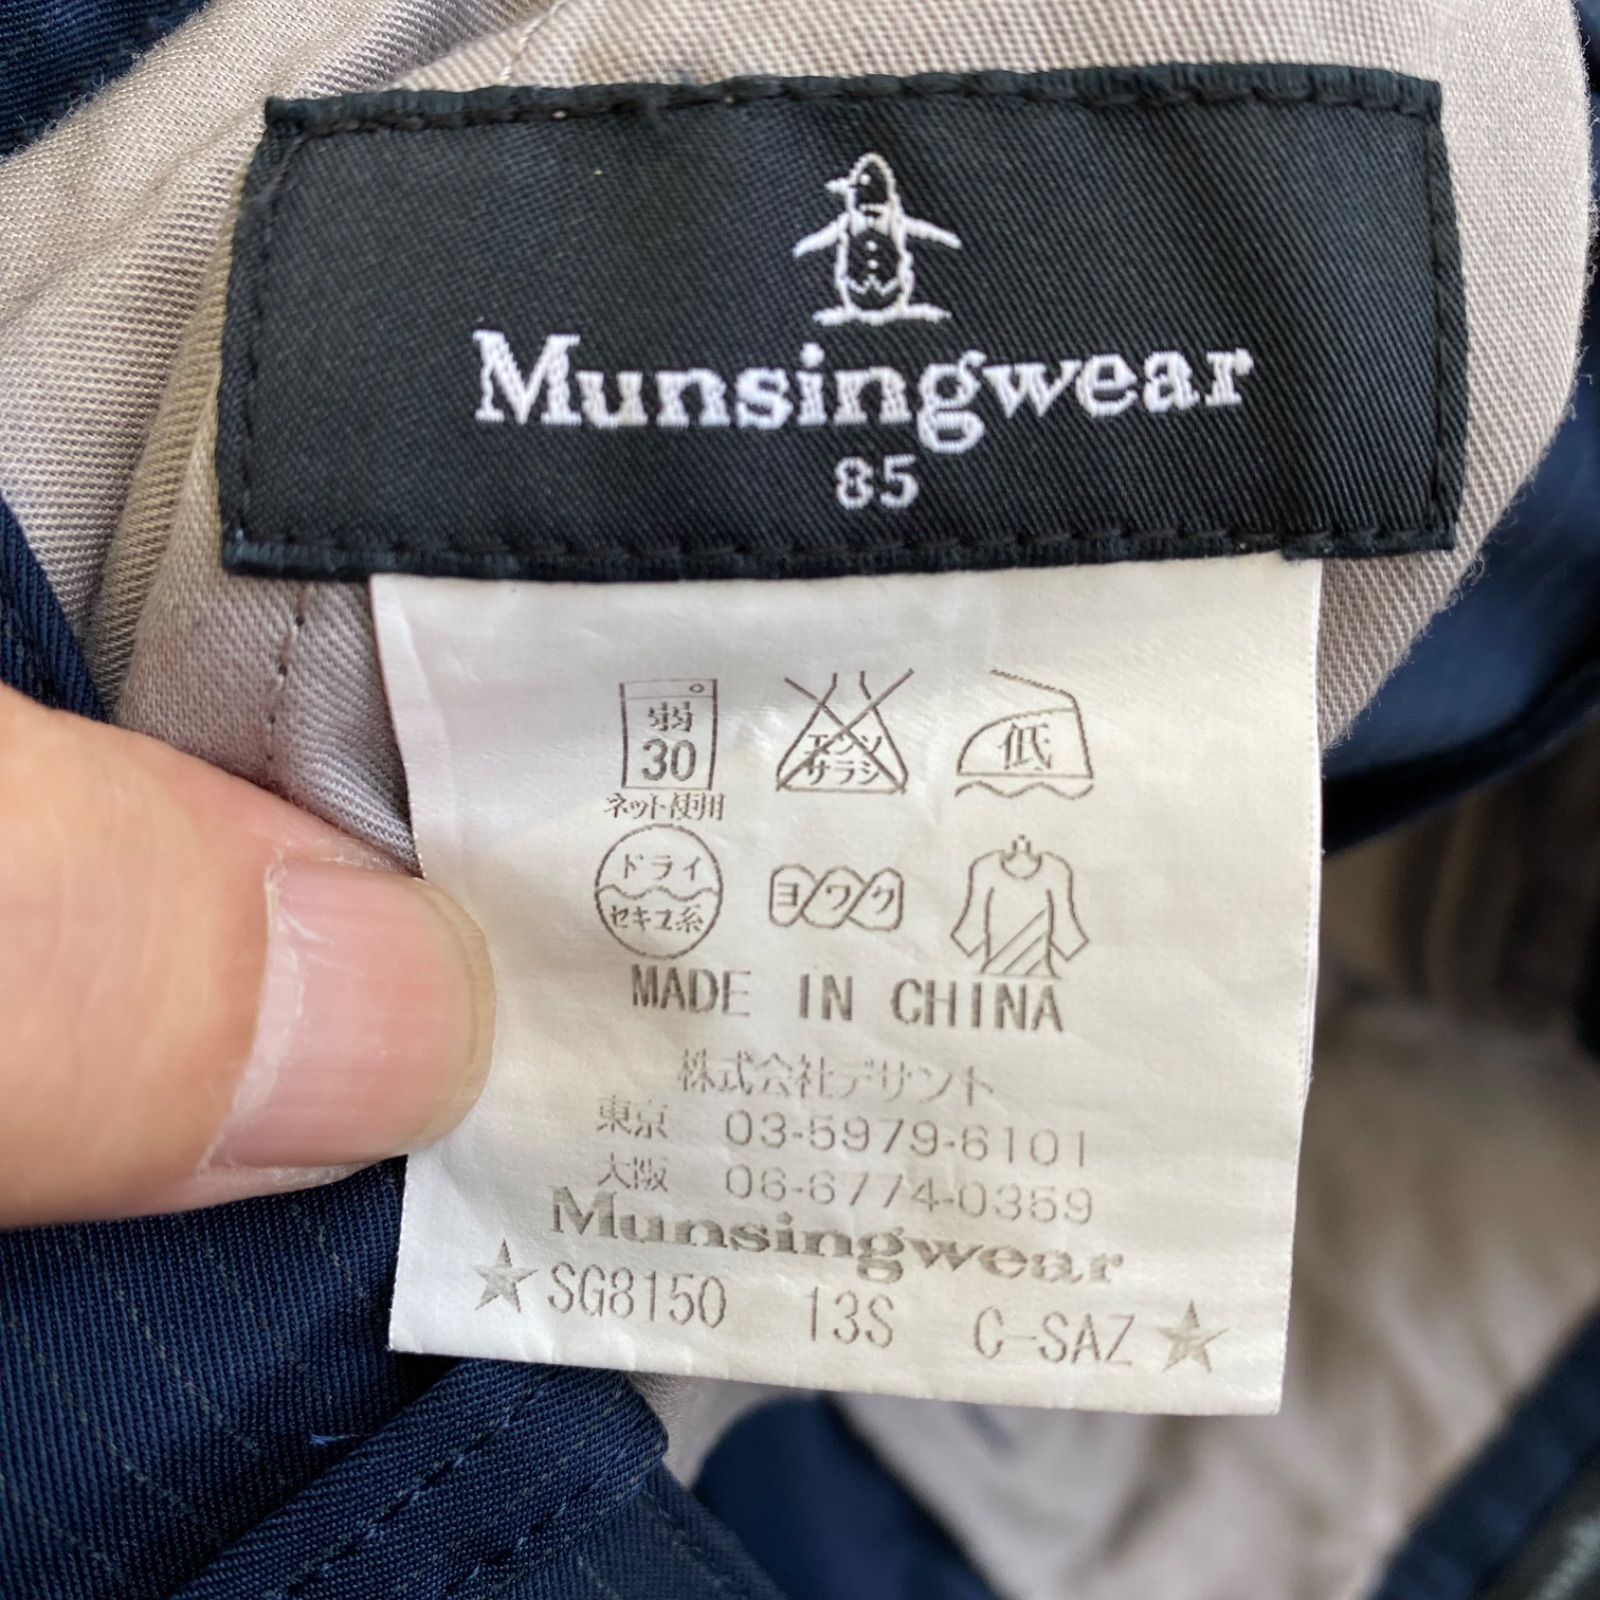 Munsingwear
85
弱
30
ネット使用
エンソ
サラシ
低
ドライ
セキユ系
ヨワク
MADE IN CHINA
株式会社デサント
東京 03-5979-6101
大阪 06-6774-0359
Munsingwear
★SG8150 13S C-SAZ★